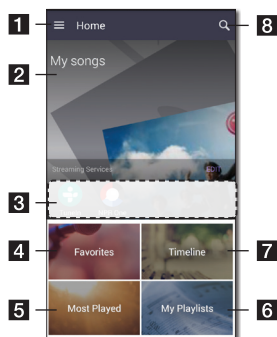 1
Home
8
2
My songs
Streaming Services
EDIT
3
4
Favorites
Timeline
7
5
Most Played
My Playlists
6